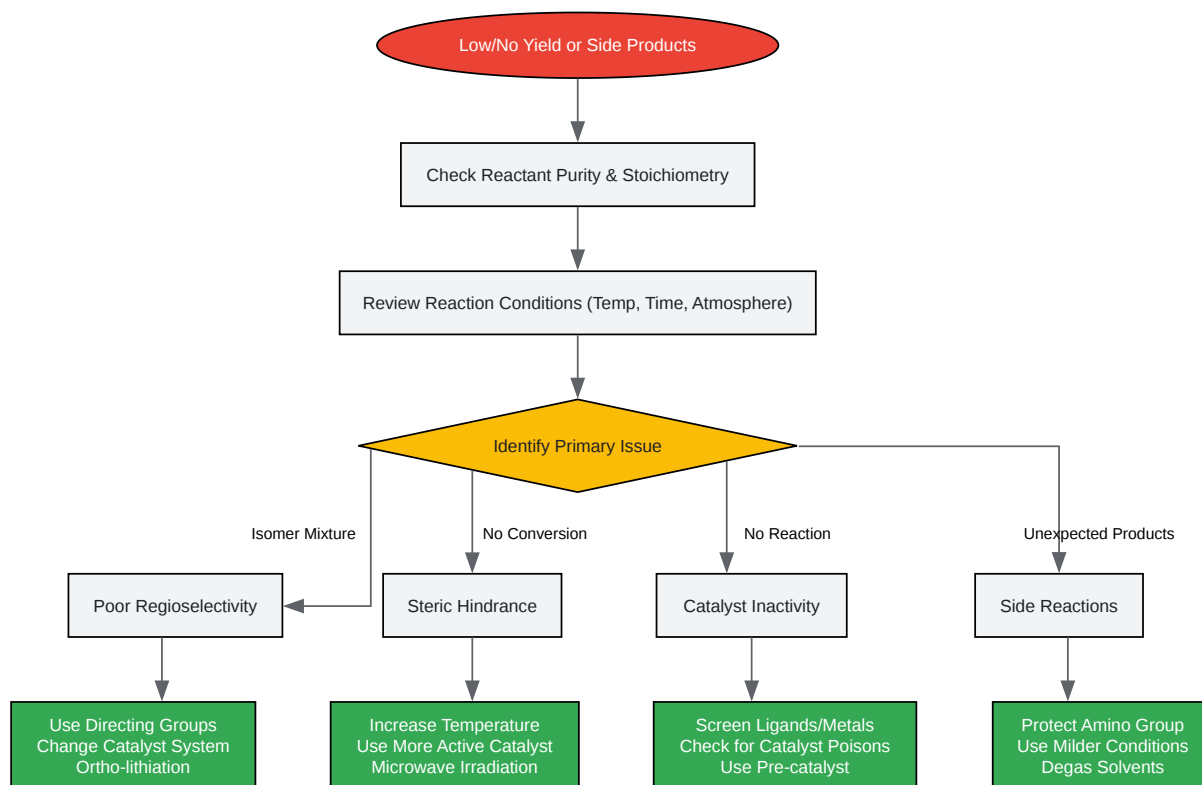 Low/No Yield or Side Products
Check Reactant Purity & Stoichiometry
Review Reaction Conditions (Temp, Time, Atmosphere)
Identify Primary Issue
Isomer Mixture
No Conversion
No Reaction
Unexpected Products
Poor Regioselectivity
Steric Hindrance
Catalyst Inactivity
Side Reactions
Use Directing Groups
Change Catalyst System
Ortho-lithiation
Increase Temperature
Use More Active Catalyst
Microwave Irradiation
Screen Ligands/Metals
Check for Catalyst Poisons
Use Pre-catalyst
Protect Amino Group
Use Milder Conditions
Degas Solvents